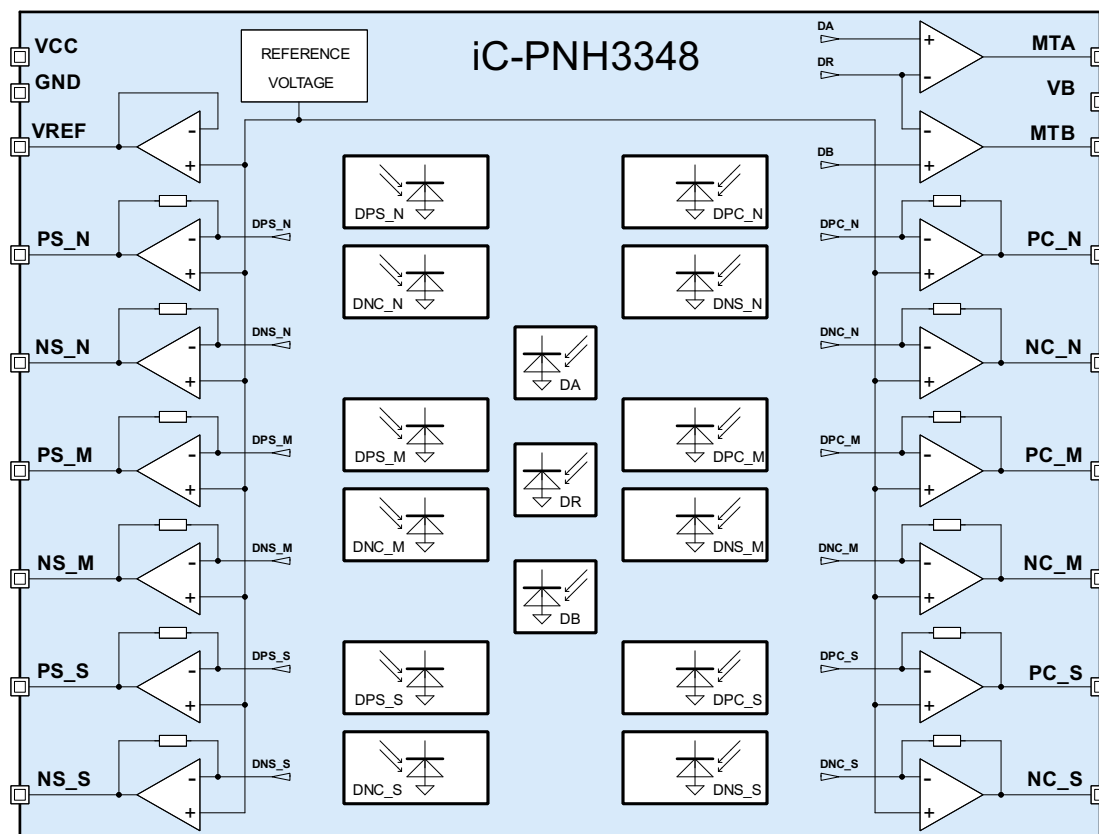 iC-PNH3348
REFERENCE
VOLTAGE
VCC
GND
VREF
PS_N
NS_N
PS_M
NS_M
PS_S
NS_S
-
+
-
+
DPS_N
-
+
DNS_N
-
+
DPS_M
-
+
DNS_M
-
+
DPS_S
-
+
DNS_S
DPS_N
DPC_N
DNC_N
DNS_N
DA
DPS_M
DPC_M
DR
DNC_M
DNS_M
DB
DPS_S
DPC_S
DNC_S
DNS_S
DA
+
DR
-
-
DB
+
DPC_N
-
+
DNC_N
-
+
DPC_M
-
+
DNC_M
-
+
DPC_S
-
+
DNC_S
-
+
MTA
VB
MTB
PC_N
NC_N
PC_M
NC_M
PC_S
NC_S